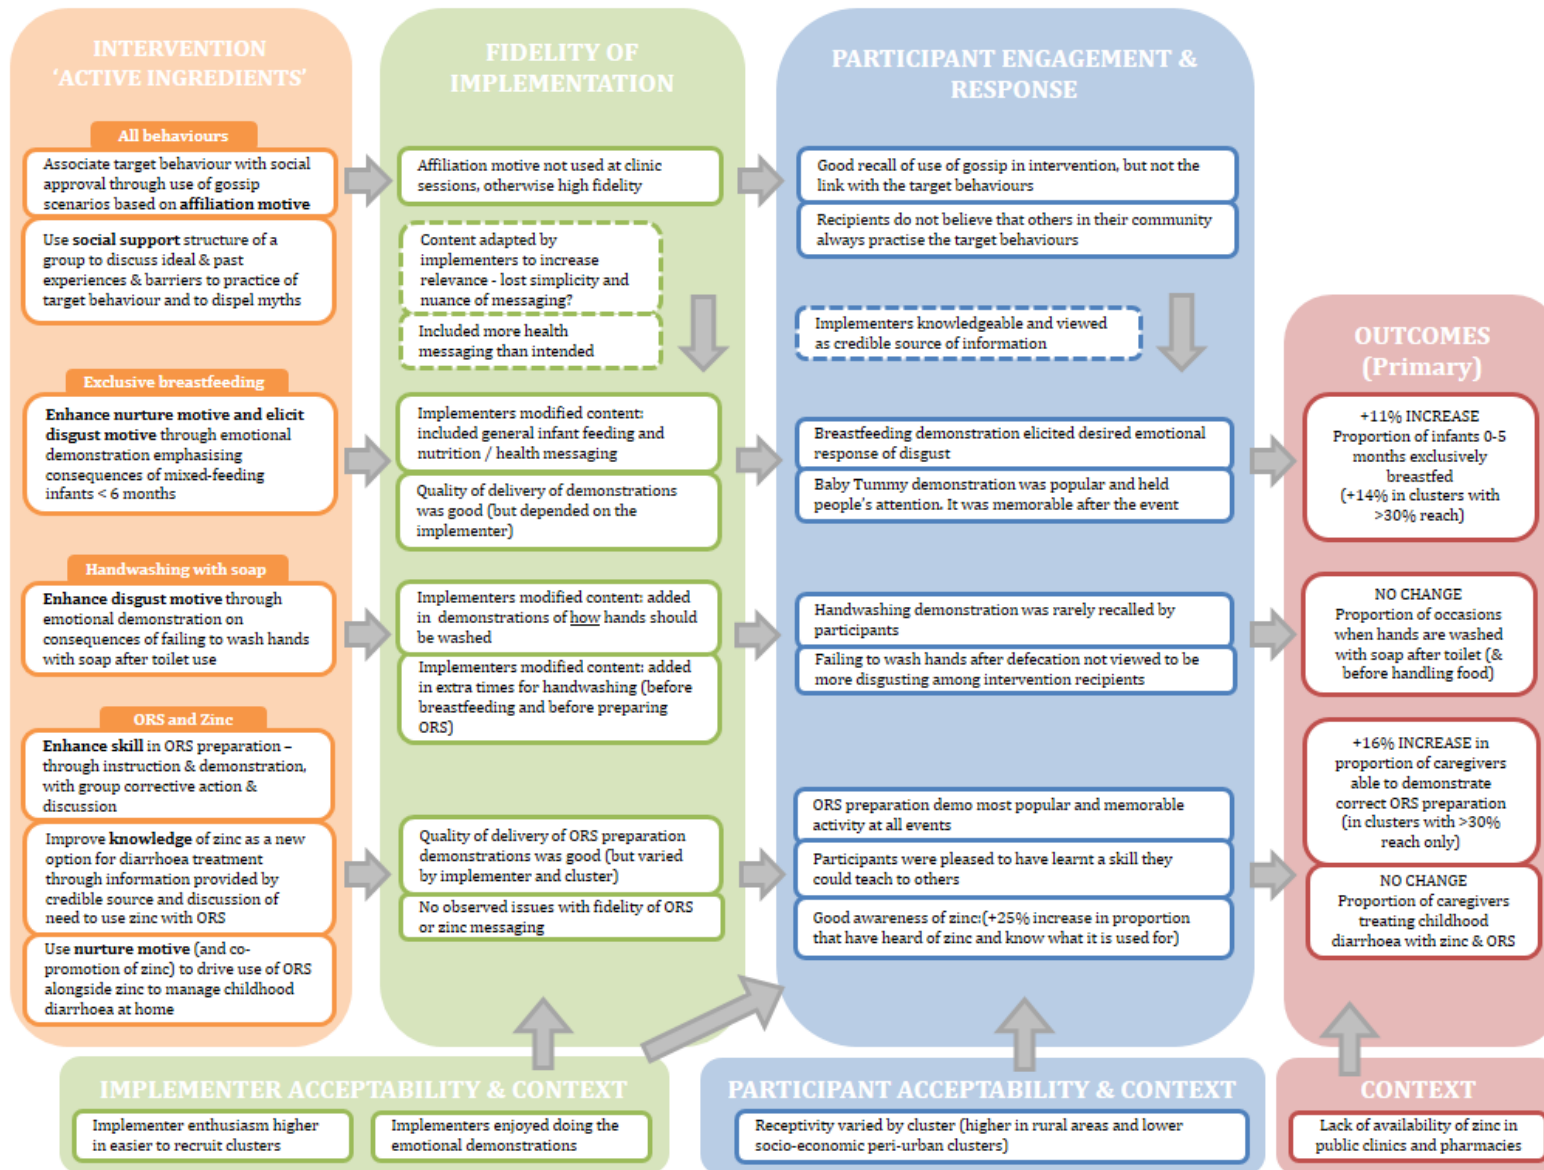 INTERVENTION
‘ACTIVE INGREDIENTS’
All behaviours
Associate target behaviour with social
approval through use of gossip
scenarios based on affiliation motive
Use social support structure of a
group to discuss ideal & past
experiences & barriers to practice of
target behaviour and to dispel myths
Exclusive breastfeeding
Enhance nurture motive and elicit
disgust motive through emotional
demonstration emphasising
consequences of mixed-feeding
infants < 6 months
Handwashing with soap
Enhance disgust motive through
emotional demonstration on
consequences of failing to wash hands
with soap after toilet use
ORS and Zinc
Enhance skill in ORS preparation –
through instruction & demonstration,
with group corrective action &
discussion
Improve knowledge of zinc as a new
option for diarrhoea treatment
through information provided by
credible source and discussion of
need to use zinc with ORS
Use nurture motive (and co-
promotion of zinc) to drive use of ORS
alongside zinc to manage childhood
diarrhoea at home
FIDELITY OF
IMPLEMENTATION
Affiliation motive not used at clinic
sessions, otherwise high fidelity
Content adapted by
implementers to increase
relevance - lost simplicity and
nuance of messaging?
Included more health
messaging than intended
Implementers modified content:
included general infant feeding and
nutrition / health messaging
Quality of delivery of demonstrations
was good (but depended on the
implementer)
Implementers modified content: added
in demonstrations of how hands should
be washed
Implementers modified content: added
in extra times for handwashing (before
breastfeeding and before preparing
ORS)
Quality of delivery of ORS preparation
demonstrations was good (but varied
by implementer and cluster)
No observed issues with fidelity of ORS
or zinc messaging
PARTICIPANT ENGAGEMENT &
RESPONSE
Good recall of use of gossip in intervention, but not the
link with the target behaviours
Recipients do not believe that others in their community
always practise the target behaviours
Implementers knowledgeable and viewed
as credible source of information
Breastfeeding demonstration elicited desired emotional
response of disgust
Baby Tummy demonstration was popular and held
people’s attention. It was memorable after the event
Handwashing demonstration was rarely recalled by
participants
Failing to wash hands after defecation not viewed to be
more disgusting among intervention recipients
ORS preparation demo most popular and memorable
activity at all events
Participants were pleased to have learnt a skill they
could teach to others
Good awareness of zinc:(+25% increase in proportion
that have heard of zinc and know what it is used for)
OUTCOMES
(Primary)
+11% INCREASE
Proportion of infants 0-5
months exclusively
breastfed
(+14% in clusters with
>30% reach)
NO CHANGE
Proportion of occasions
when hands are washed
with soap after toilet (&
before handling food)
+16% INCREASE in
proportion of caregivers
able to demonstrate
correct ORS preparation
(in clusters with >30%
reach only)
NO CHANGE
Proportion of caregivers
treating childhood
diarrhoea with zinc & ORS
IMPLEMENTER ACCEPTABILITY & CONTEXT
Implementer enthusiasm higher
in easier to recruit clusters
Implementers enjoyed doing the
emotional demonstrations
PARTICIPANT ACCEPTABILITY & CONTEXT
Receptivity varied by cluster (higher in rural areas and lower
socio-economic peri-urban clusters)
CONTEXT
Lack of availability of zinc in
public clinics and pharmacies